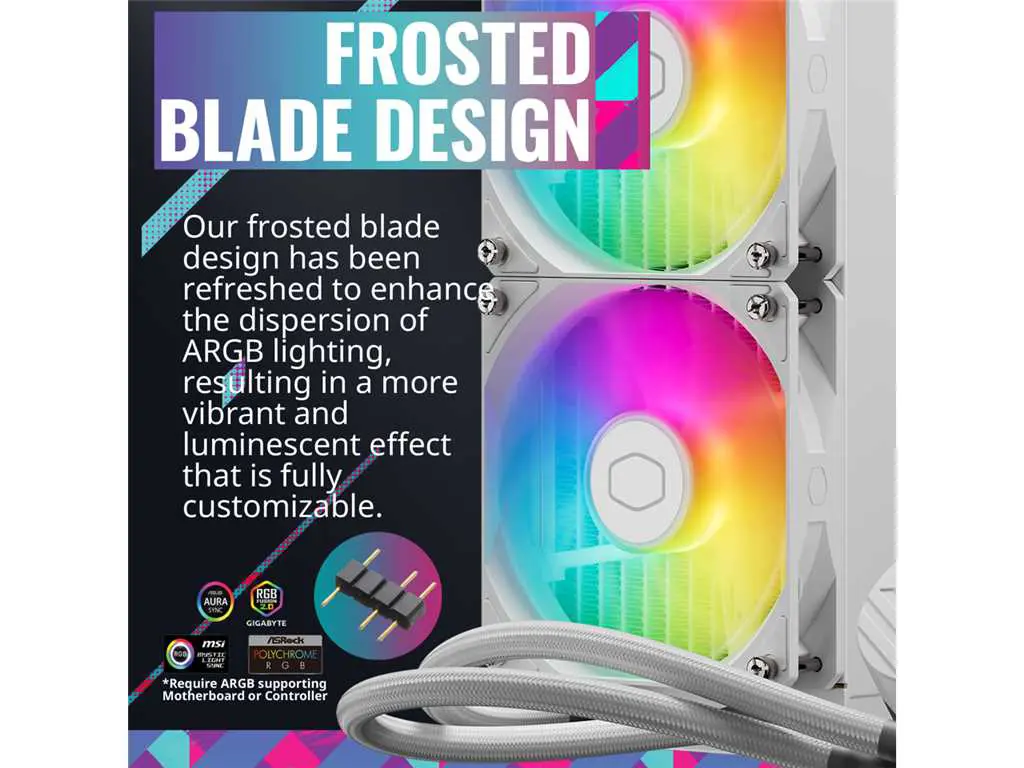 FROSTED
BLADE DESIGN
Our frosted blade
design has been
refreshed to enhance
the dispersion of
ARGB lighting,
resulting in a more
vibrant and
luminescent effect
that is fully
customizable.
AURA
SYNC
RGB
FUSION
2.0
GIGABYTE
RGB
msi
MYSTIC
LIGHT
SYNC
ASRock
POLYCHROME
RGB
*Require ARGB supporting
Motherboard or Controller